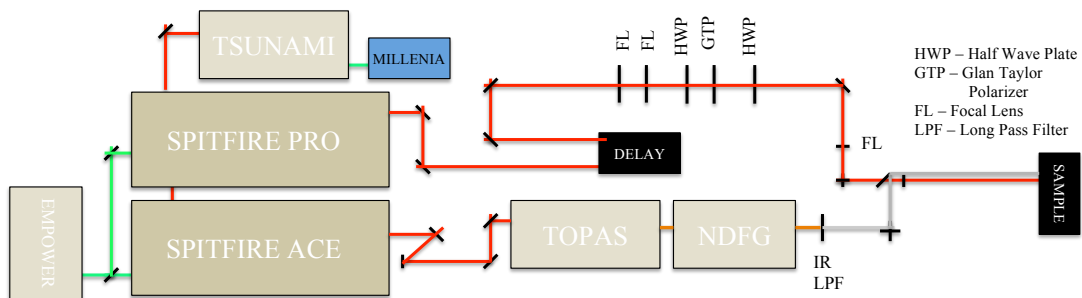 TSUNAMI
MILLENIA
SPITFIRE PRO
EMPOWER
SPITFIRE ACE
DELAY
FL
FL
HWP
GTP
HWP
FL
TOPAS
NDFG
IR
LPF
SAMPLE
HWP – Half Wave Plate
GTP – Glan Taylor
Polarizer
FL – Focal Lens
LPF – Long Pass Filter